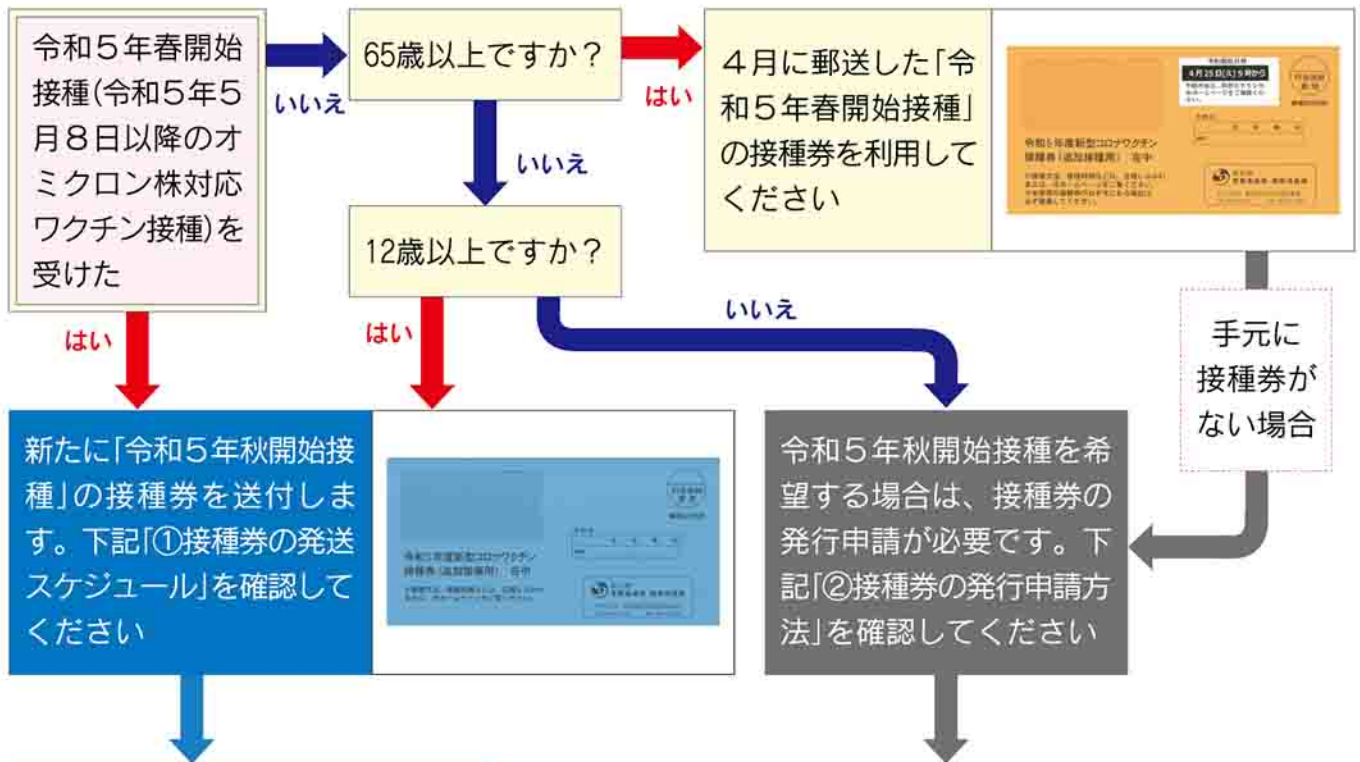 令和5年春開始
接種(令和5年5
月8日以降のオ
ミクロン株対応
ワクチン接種)を
受けた
いいえ
65歳以上ですか？
はい
4月に郵送した「令
和5年春開始接種」
の接種券を利用して
ください
4月25日(火)9時から
令和5年度新型コロナワクチン
接種券(追加接種用) 在中
いいえ
12歳以上ですか？
はい
はい
いいえ
手元に
接種券が
ない場合
新たに「令和5年秋開始接
種」の接種券を送付しま
す。下記「①接種券の発送
スケジュール」を確認して
ください
令和5年度新型コロナワクチン
接種券(追加接種用) 在中
令和5年秋開始接種を希
望する場合は、接種券の
発行申請が必要です。下
記「②接種券の発行申請方
法」を確認してください